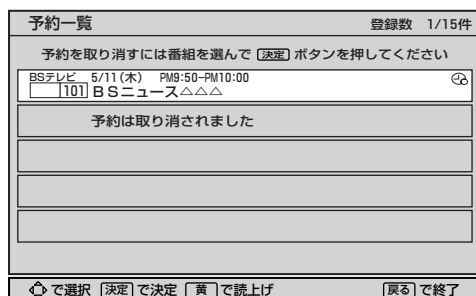 予約一覧 登録数 1/15件
予約を取り消すには番組を選んで 決定 ボタンを押してください
BSテレビ 5/11(木) PM9:50-PM10:00
101 BSニュース△△△
予約は取り消されました
で選択 決定 で決定 黄 で読上げ 戻る で終了